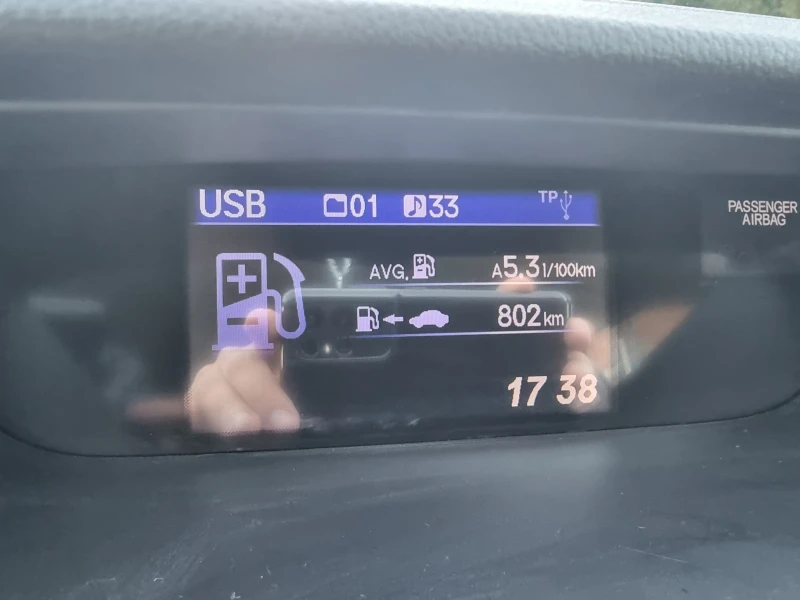 USB 01 33 TP
PASSENGER
AIRBAG
AVG. A5.3 l/100km
802 km
17 38